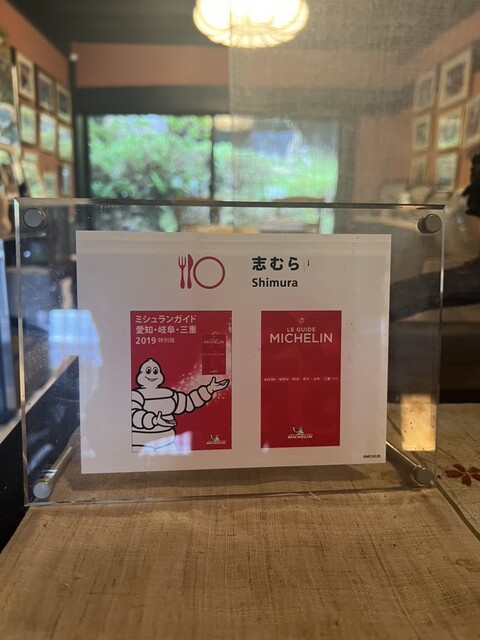 志むら
Shimura
ミシュランガイド
愛知・岐阜・三重
2019 特別版
LE GUIDE
MICHELIN
MICHELIN